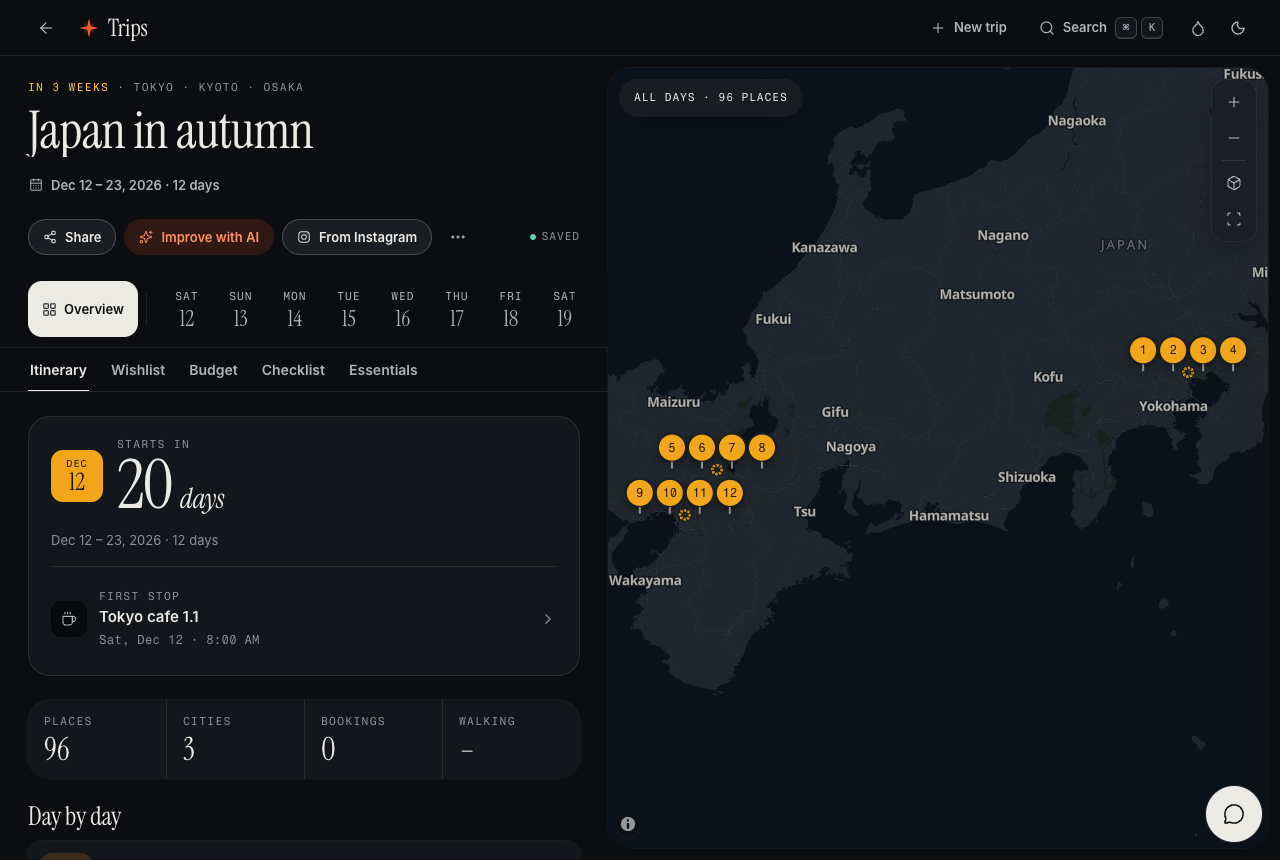 Trips
New trip
Search ⌘ K
IN 3 WEEKS · TOKYO · KYOTO · OSAKA
Japan in autumn
Dec 12 – 23, 2026 · 12 days
Share
Improve with AI
From Instagram
SAVED
Overview
SAT 12
SUN 13
MON 14
TUE 15
WED 16
THU 17
FRI 18
SAT 19
Itinerary
Wishlist
Budget
Checklist
Essentials
DEC
12
STARTS IN
20 days
Dec 12 – 23, 2026 · 12 days
FIRST STOP
Tokyo cafe 1.1
Sat, Dec 12 · 8:00 AM
PLACES
96
CITIES
3
BOOKINGS
0
WALKING
–
Day by day
ALL DAYS · 96 PLACES
Fukus
Nagaoka
Kanazawa
Nagano
JAPAN
Mi
Matsumoto
Fukui
1 2 3 4
Kofu
Maizuru
Gifu
Yokohama
5 6 7 8
Nagoya
Shizuoka
9 10 11 12
Tsu
Hamamatsu
Wakayama